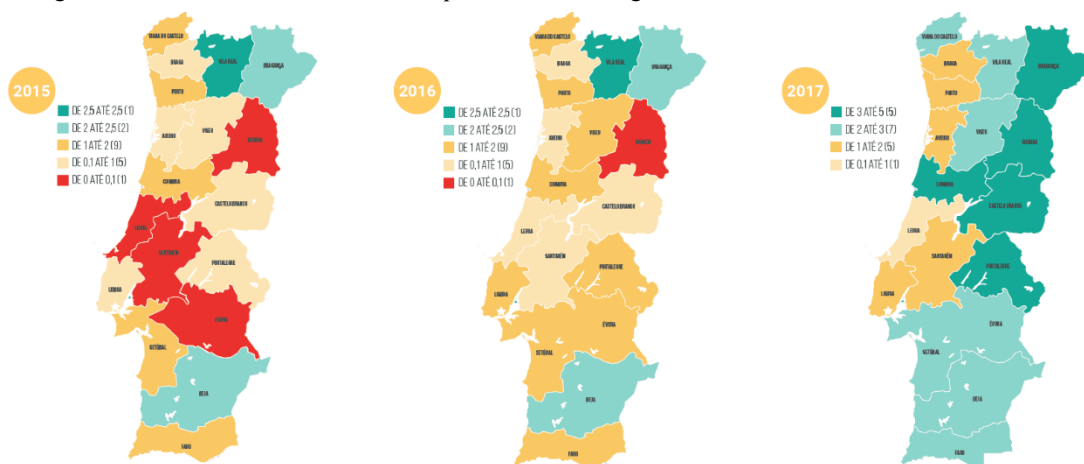 2015
DE 2,5 ATÉ 2,5 (1)
DE 2 ATÉ 2,5 (2)
DE 1 ATÉ 2 (9)
DE 0,1 ATÉ 1 (5)
DE 0 ATÉ 0,1 (1)
VIANA DO CASTELO
BRAGA
VILA REAL
BRAGANÇA
PORTO
AVEIRO
VISEU
GUARDA
COIMBRA
CASTELO BRANCO
LEIRIA
SANTARÉM
PORTALEGRE
LISBOA
ÉVORA
SETÚBAL
BEJA
FARO
2016
DE 2,5 ATÉ 2,5 (1)
DE 2 ATÉ 2,5 (2)
DE 1 ATÉ 2 (9)
DE 0,1 ATÉ 1 (5)
DE 0 ATÉ 0,1 (1)
VIANA DO CASTELO
BRAGA
VILA REAL
BRAGANÇA
PORTO
AVEIRO
VISEU
GUARDA
COIMBRA
CASTELO BRANCO
LEIRIA
SANTARÉM
PORTALEGRE
LISBOA
ÉVORA
SETÚBAL
BEJA
FARO
2017
DE 3 ATÉ 5 (5)
DE 2 ATÉ 3 (7)
DE 1 ATÉ 2 (5)
DE 0,1 ATÉ 1 (1)
VIANA DO CASTELO
BRAGA
VILA REAL
BRAGANÇA
PORTO
AVEIRO
VISEU
GUARDA
COIMBRA
CASTELO BRANCO
LEIRIA
SANTARÉM
PORTALEGRE
LISBOA
ÉVORA
SETÚBAL
BEJA
FARO